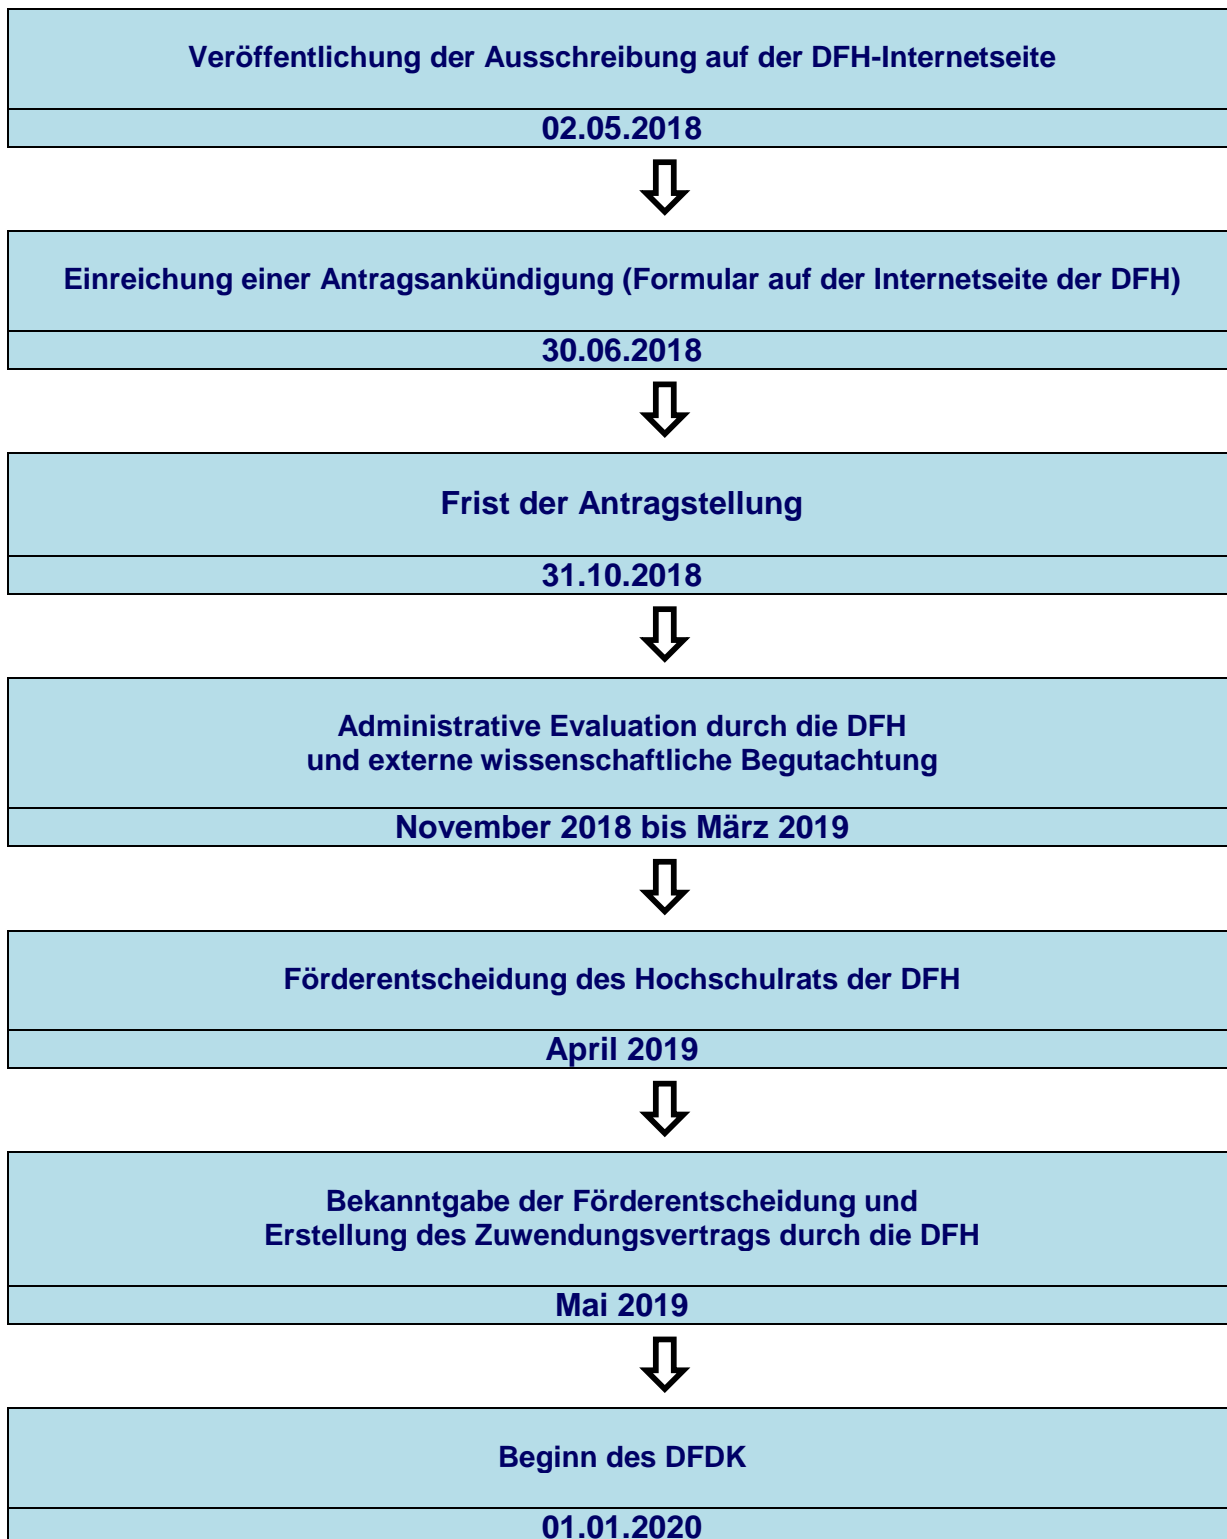 Veröffentlichung der Ausschreibung auf der DFH-Internetseite
02.05.2018
Einreichung einer Antragsankündigung (Formular auf der Internetseite der DFH)
30.06.2018
Frist der Antragstellung
31.10.2018
Administrative Evaluation durch die DFH
und externe wissenschaftliche Begutachtung
November 2018 bis März 2019
Förderentscheidung des Hochschulrats der DFH
April 2019
Bekanntgabe der Förderentscheidung und
Erstellung des Zuwendungsvertrags durch die DFH
Mai 2019
Beginn des DFDK
01.01.2020